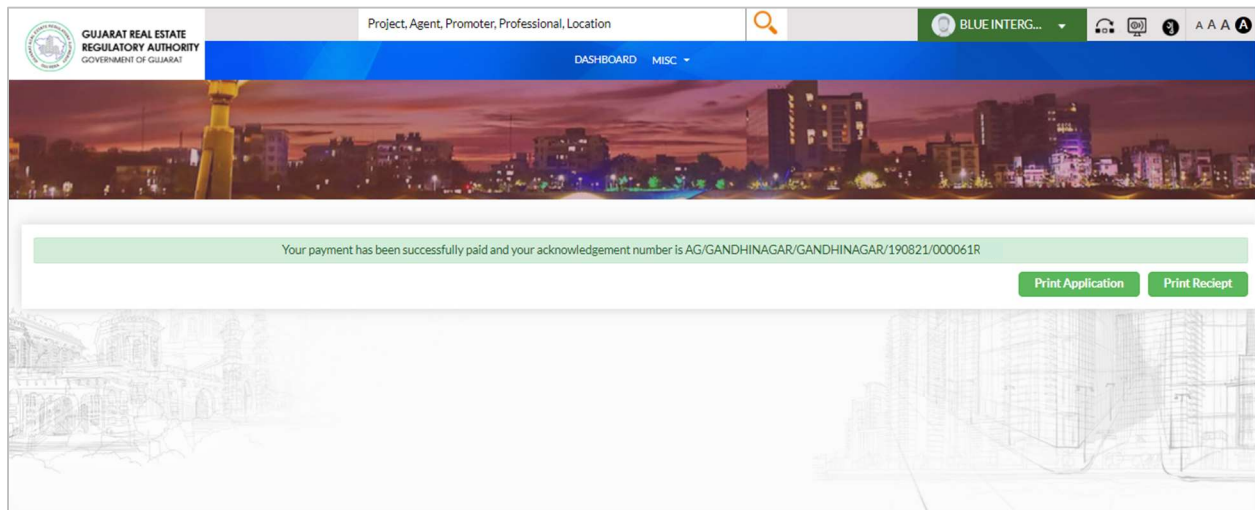 GUJARAT REAL ESTATE
REGULATORY AUTHORITY
GOVERNMENT OF GUJARAT
Project, Agent, Promoter, Professional, Location
BLUE INTERG...
A A A A
DASHBOARD MISC
Your payment has been successfully paid and your acknowledgement number is AG/GANDHINAGAR/GANDHINAGAR/190821/000061R
Print Application Print Reciept